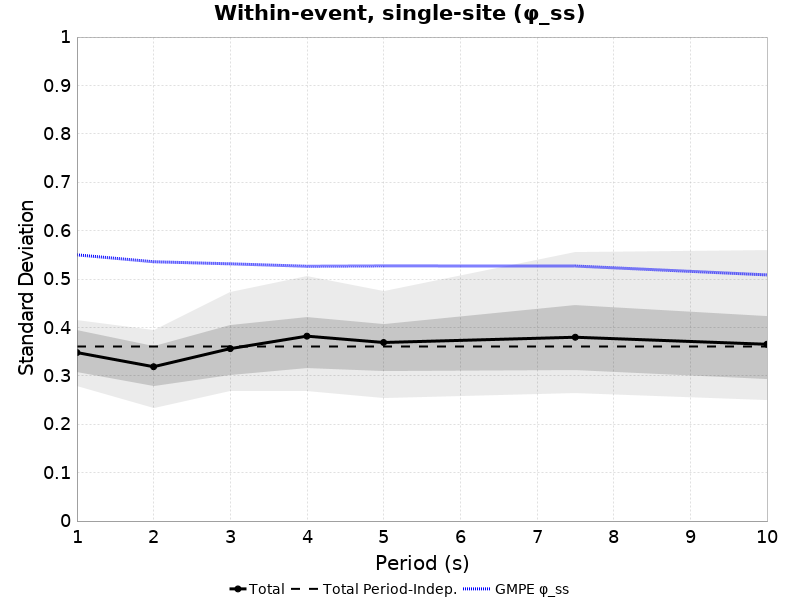 Within-event, single-site (φ_ss)
Standard Deviation
1
0.9
0.8
0.7
0.6
0.5
0.4
0.3
0.2
0.1
0
1 2 3 4 5 6 7 8 9 10
Period (s)
Total Total Period-Indep. GMPE φ_ss